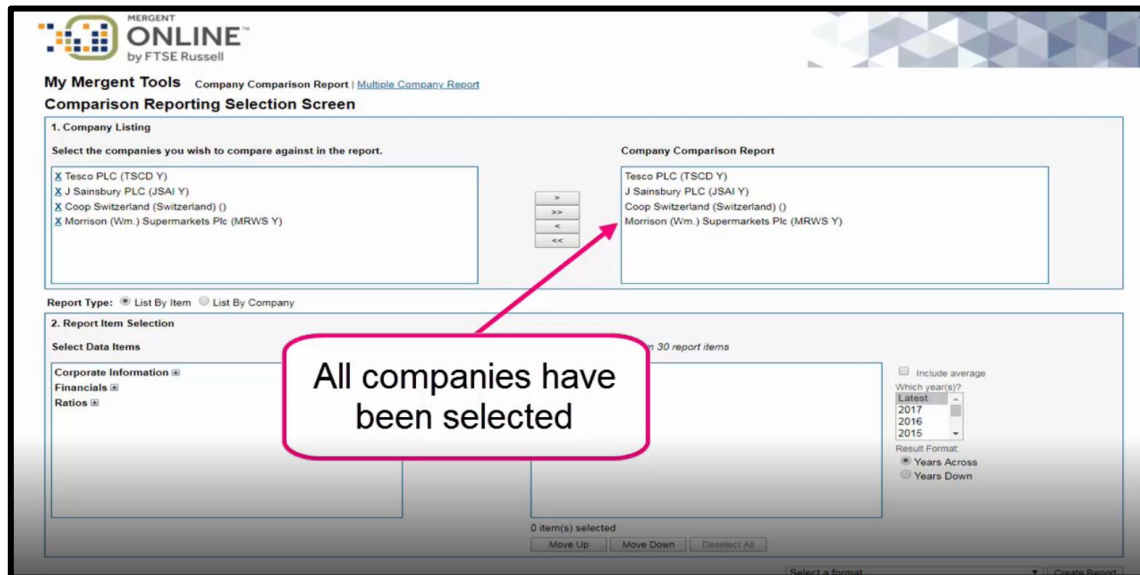 MERGENT
ONLINE™
by FTSE Russell
My Mergent Tools Company Comparison Report | Multiple Company Report
Comparison Reporting Selection Screen
1. Company Listing
Select the companies you wish to compare against in the report.
Company Comparison Report
X Tesco PLC (TSCD Y)
X J Sainsbury PLC (JSAI Y)
X Coop Switzerland (Switzerland) ()
X Morrison (Wm.) Supermarkets Plc (MRWS Y)
>
>>
<
<<
Tesco PLC (TSCD Y)
J Sainsbury PLC (JSAI Y)
Coop Switzerland (Switzerland) ()
Morrison (Wm.) Supermarkets Plc (MRWS Y)
Report Type: List By Item List By Company
2. Report Item Selection
Select Data Items
30 report items
Corporate Information
Financials
Ratios
All companies have
been selected
Include average
Which year(s)?
Latest
2017
2016
2015
Result Format:
Years Across
Years Down
0 item(s) selected
Move Up Move Down Deselect All
Select a format Create Report